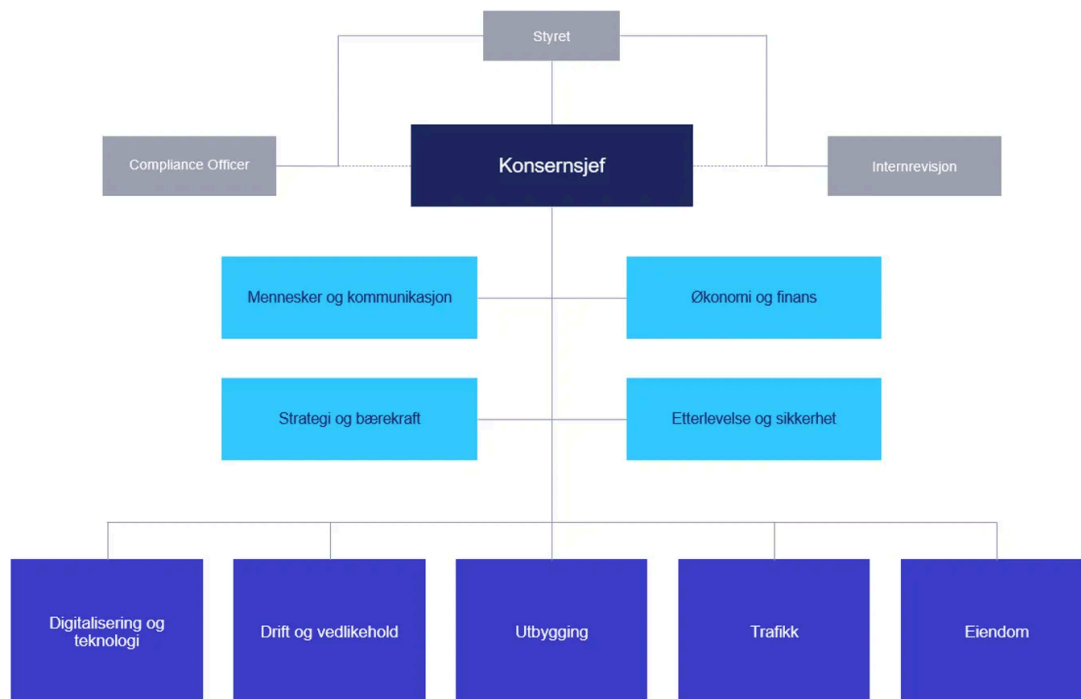 Styret
Compliance Officer
Konsernsjef
Internrevisjon
Mennesker og kommunikasjon
Økonomi og finans
Strategi og bærekraft
Etterlevelse og sikkerhet
Digitalisering og
teknologi
Drift og vedlikehold
Utbygging
Trafikk
Eiendom